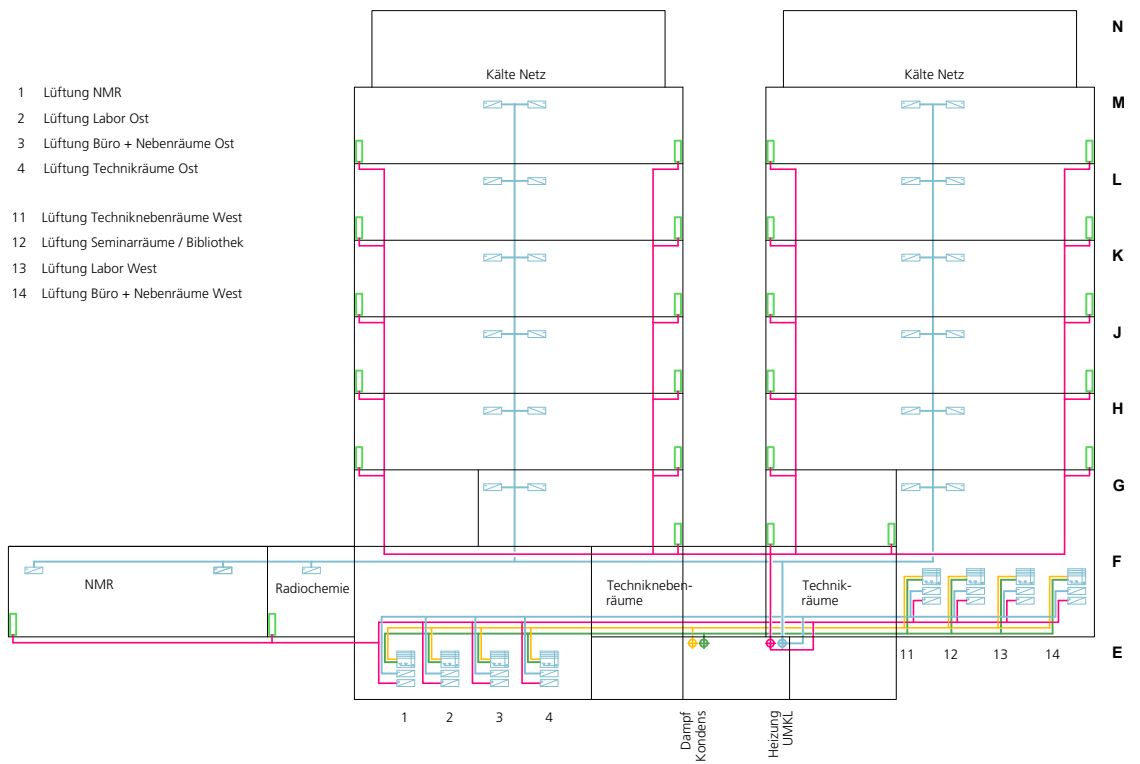 N
Kälte Netz
Kälte Netz
1 Lüftung NMR
2 Lüftung Labor Ost
3 Lüftung Büro + Nebenräume Ost
4 Lüftung Technikräume Ost
11 Lüftung Techniknebenräume West
12 Lüftung Seminarräume / Bibliothek
13 Lüftung Labor West
14 Lüftung Büro + Nebenräume West
M
L
K
J
H
G
F
NMR
Radiochemie
Technikneben-
räume
Technik-
räume
E
11 12 13 14
1 2 3 4
Dampf
Kondens
Heizung
UMKL